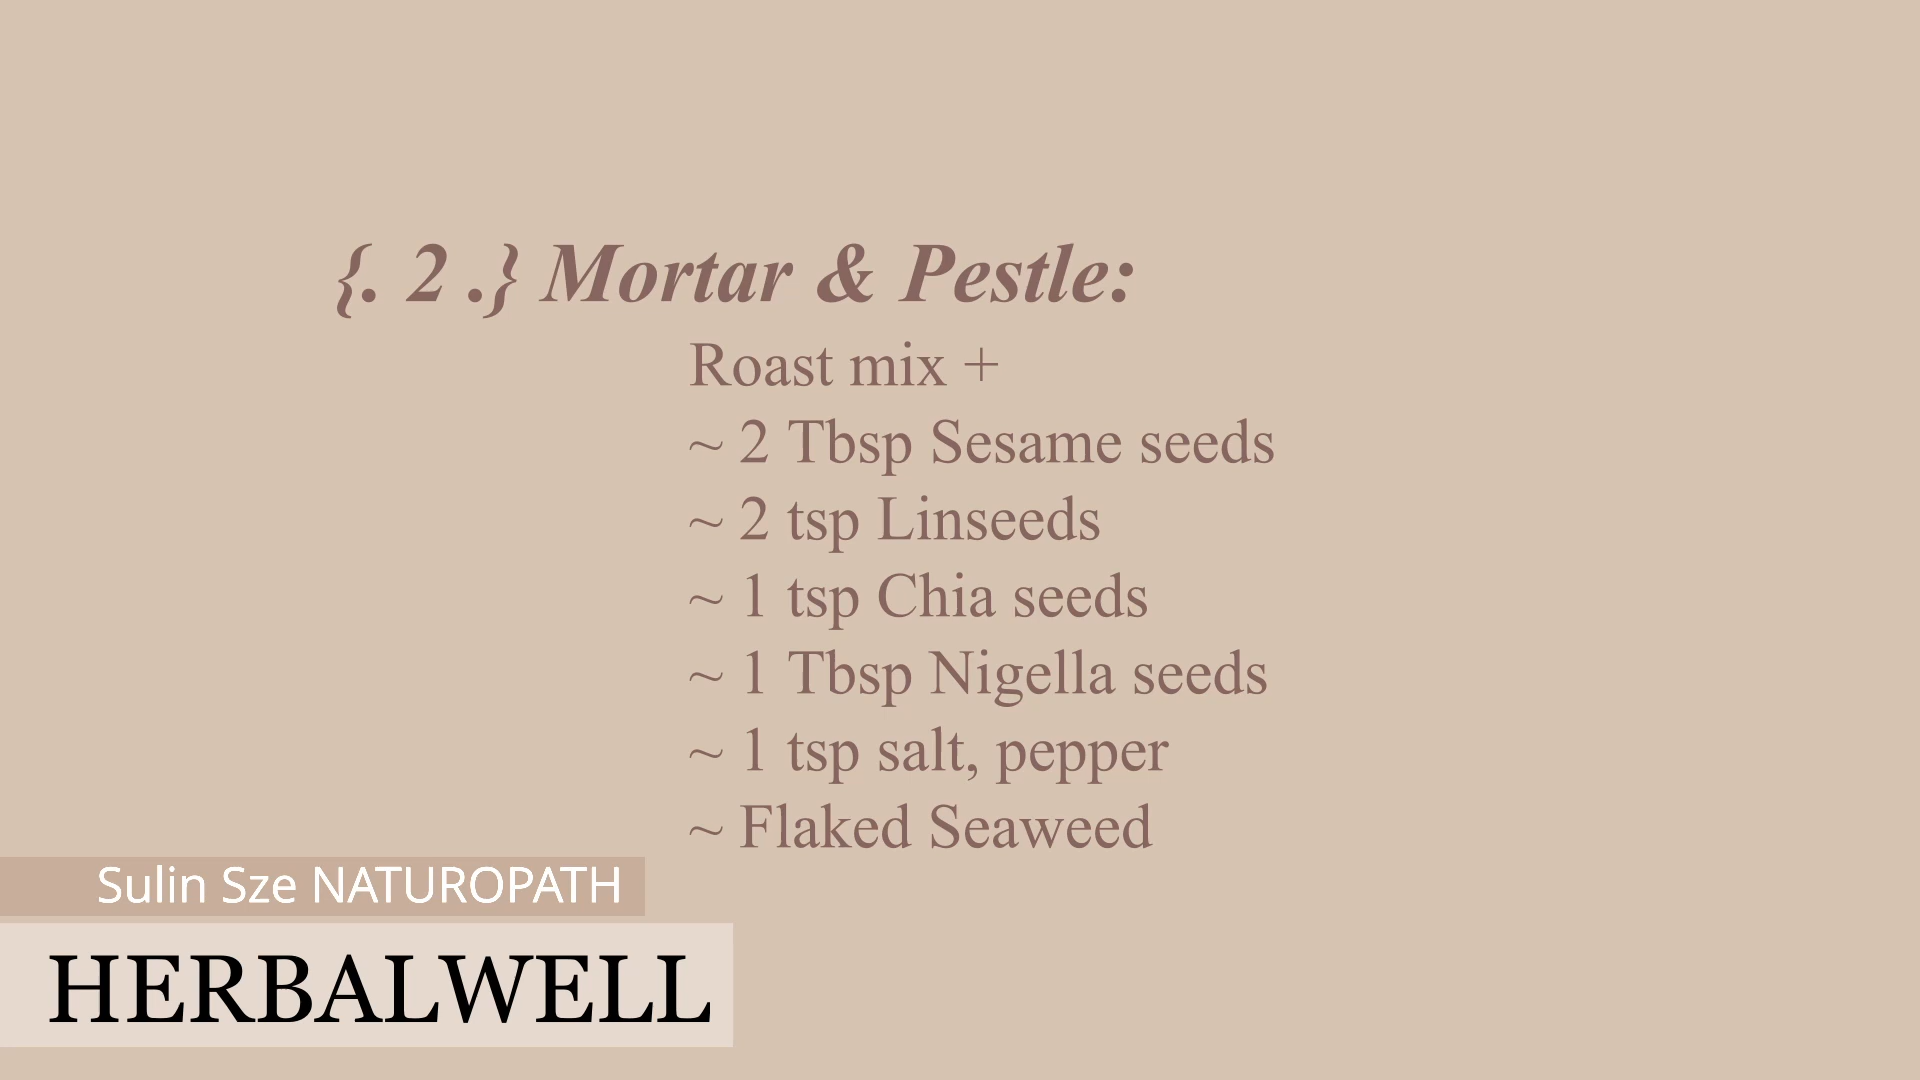 {. 2 .} Mortar & Pestle:
Roast mix +
~ 2 Tbsp Sesame seeds
~ 2 tsp Linseeds
~ 1 tsp Chia seeds
~ 1 Tbsp Nigella seeds
~ 1 tsp salt, pepper
~ Flaked Seaweed
Sulin Sze NATUROPATH
HERBALWELL